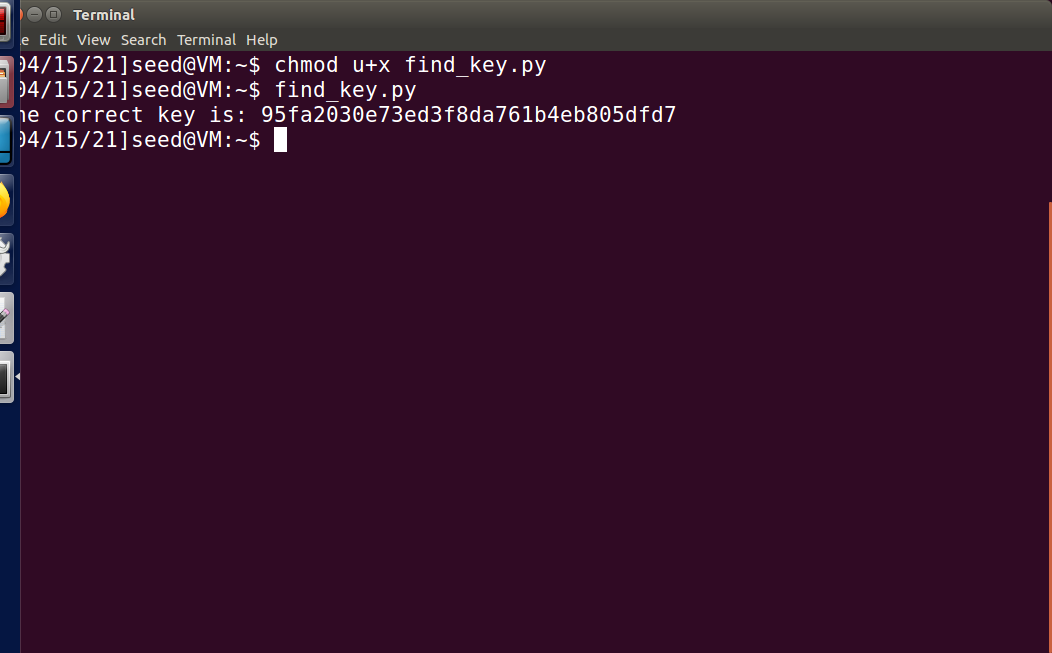 Terminal
Edit View Search Terminal Help
04/15/21]seed@VM:~$ chmod u+x find_key.py
04/15/21]seed@VM:~$ find_key.py
he correct key is: 95fa2030e73ed3f8da761b4eb805dfd7
04/15/21]seed@VM:~$